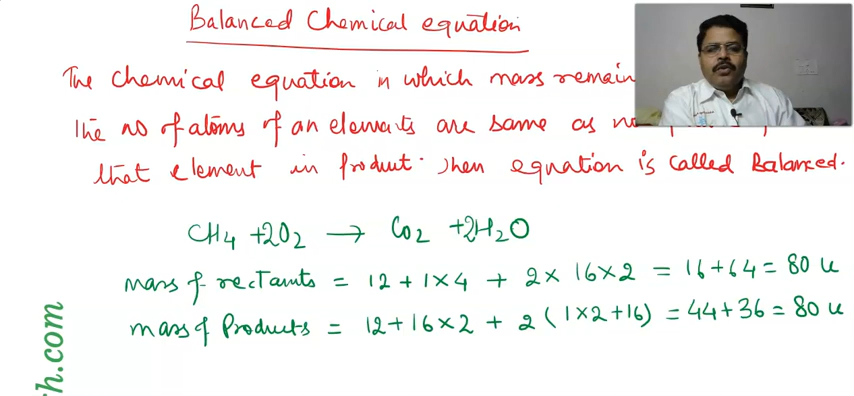 Balanced Chemical equation
The chemical equation in which mass remain
The no of atoms of an elements are same as no
that element in Product. Then equation is called Balanced.
CH4 + 2O2 → CO2 + 2H2O
mass of rectants = 12 + 1×4 + 2× 16×2 = 16+64 = 80 u
mass of Products = 12+16×2 + 2 (1×2+16) = 44+36 = 80 u
h.com